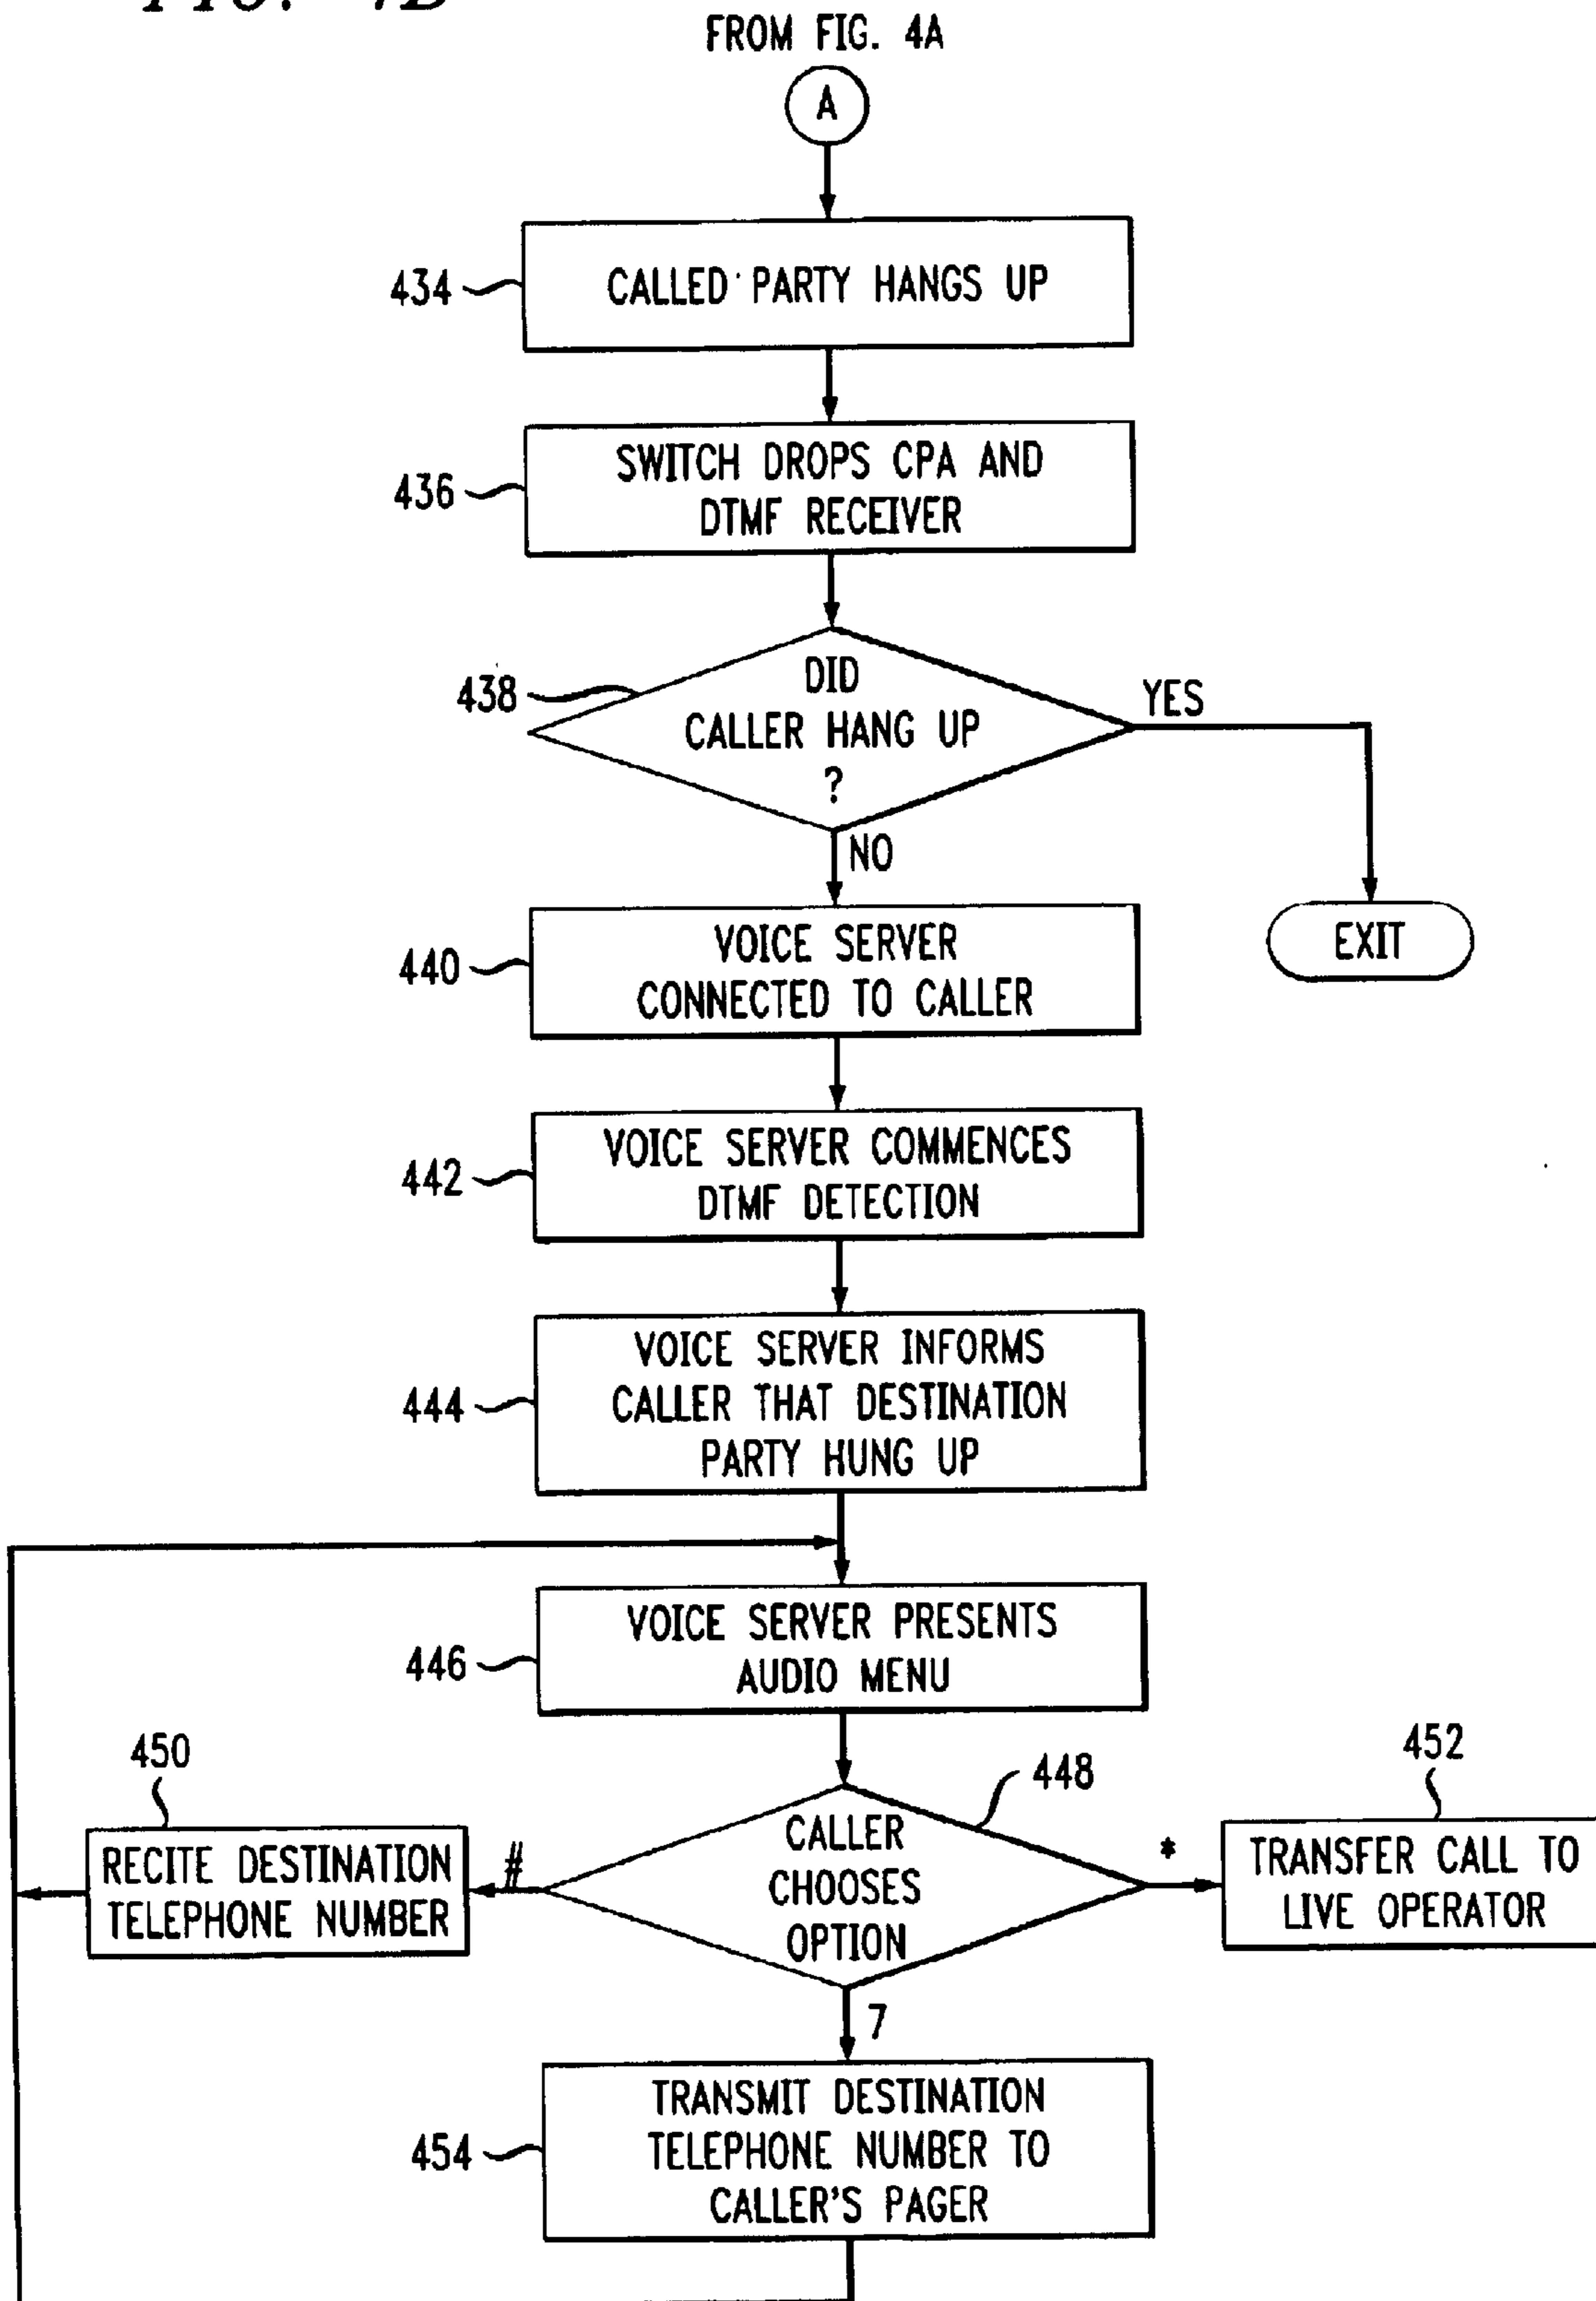 FIG. 4B
FROM FIG. 4A
A
434
CALLED PARTY HANGS UP
436
SWITCH DROPS CPA AND
DTMF RECEIVER
438
DID
CALLER HANG UP
?
YES
NO
EXIT
440
VOICE SERVER
CONNECTED TO CALLER
442
VOICE SERVER COMMENCES
DTMF DETECTION
444
VOICE SERVER INFORMS
CALLER THAT DESTINATION
PARTY HUNG UP
446
VOICE SERVER PRESENTS
AUDIO MENU
450
448
452
RECITE DESTINATION
TELEPHONE NUMBER
#
CALLER
CHOOSES
OPTION
*
TRANSFER CALL TO
LIVE OPERATOR
7
454
TRANSMIT DESTINATION
TELEPHONE NUMBER TO
CALLER'S PAGER